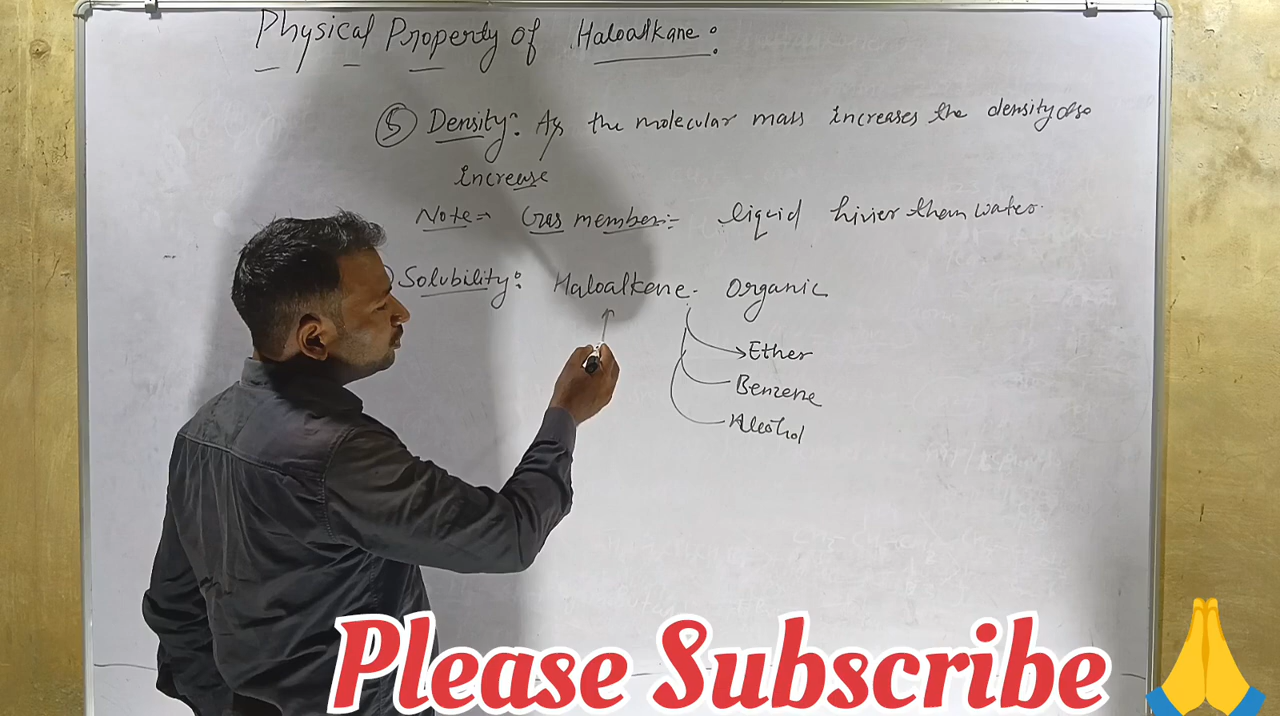 Physical Property of Haloalkane:
⑤ Density: As the molecular mass increases the density also
increase
Note⇒ Gas member:- liquid hivier then water.
) Solubility: Haloalkene. Organic
Ether
Benzene
Alcohol
Please Subscribe 🙏